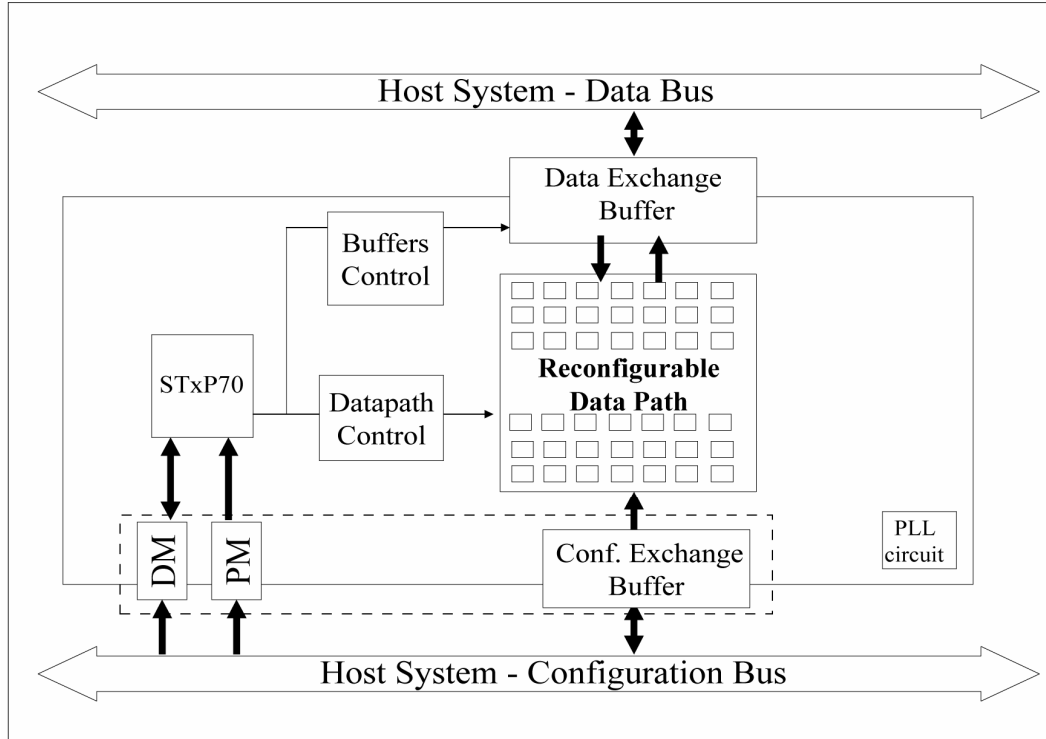 Host System - Data Bus
Data Exchange
Buffer
Buffers
Control
STxP70
Reconfigurable
Data Path
Datapath
Control
DM
PM
Conf. Exchange
Buffer
PLL
circuit
Host System - Configuration Bus